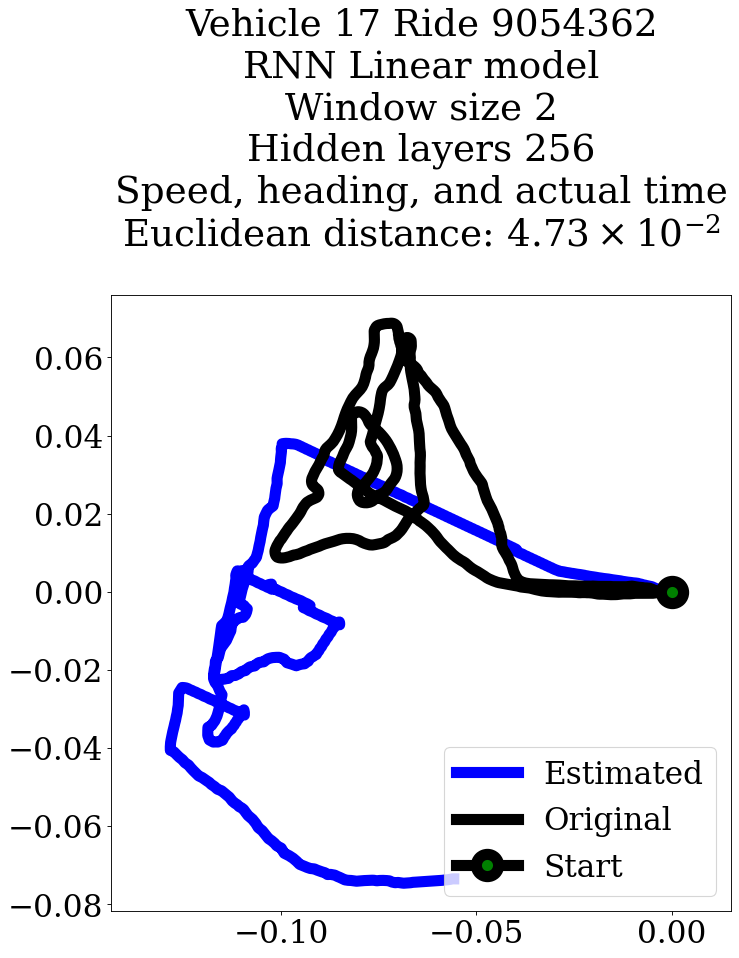 Vehicle 17 Ride 9054362
RNN Linear model
Window size 2
Hidden layers 256
Speed, heading, and actual time
Euclidean distance: 4.73 × 10⁻²
0.06
0.04
0.02
0.00
−0.02
−0.04
−0.06
−0.08
Estimated
Original
Start
−0.10
−0.05
0.00